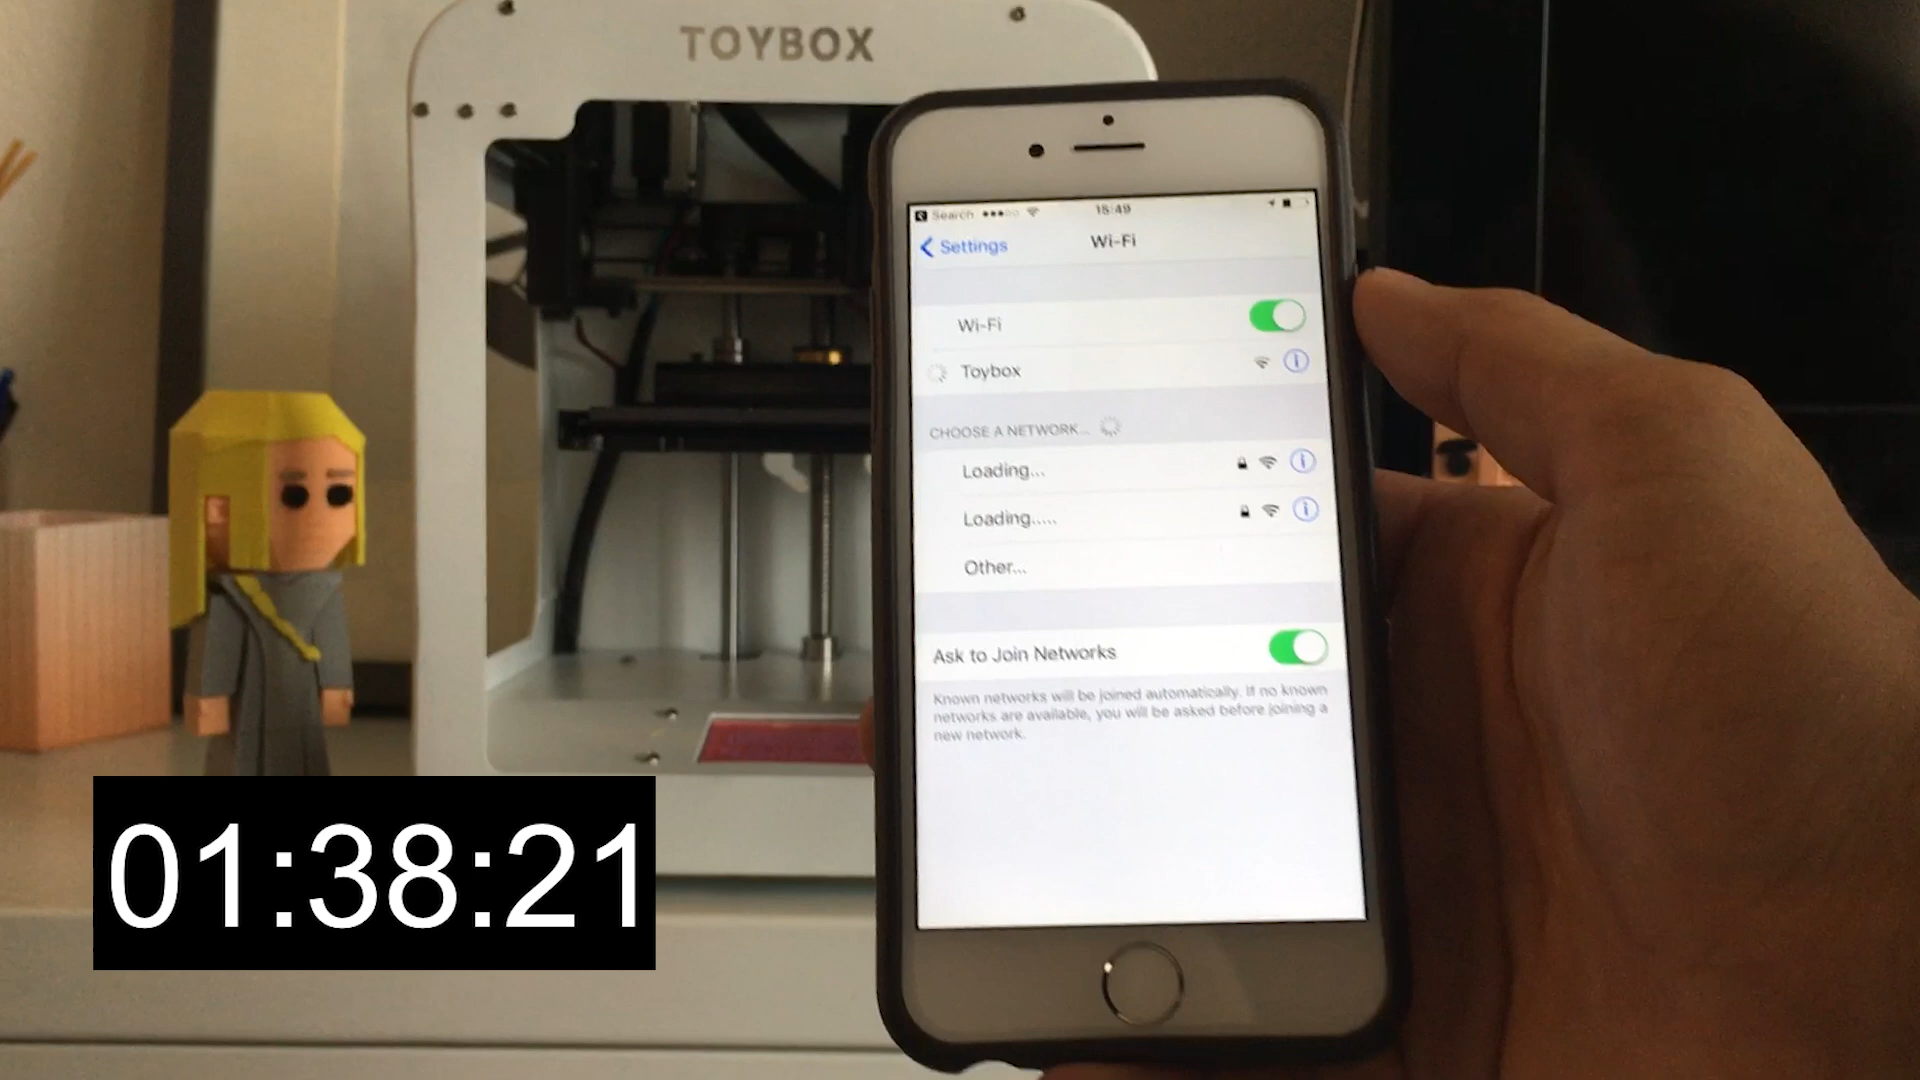 TOYBOX
Search 15:49
Settings Wi-Fi
Wi-Fi
Toybox
CHOOSE A NETWORK...
Loading...
Loading.....
Other...
Ask to Join Networks
Known networks will be joined automatically. If no known
networks are available, you will be asked before joining a
new network.
01:38:21